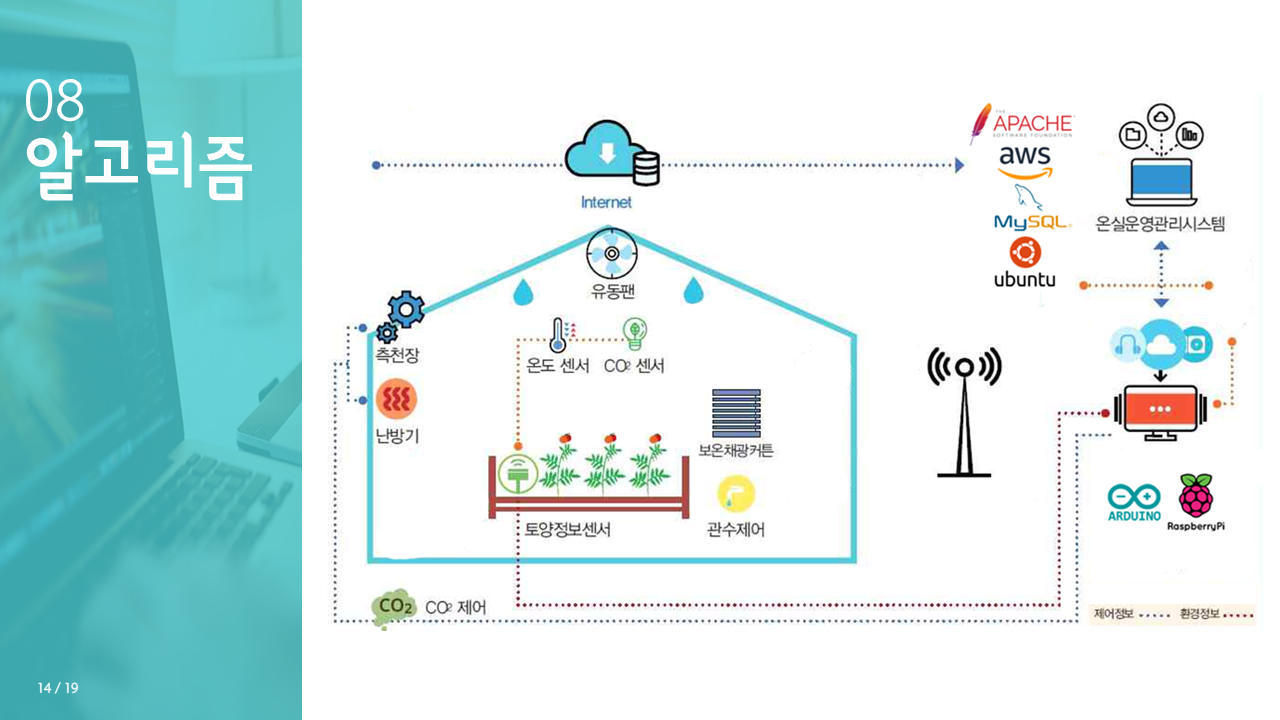 08
알고리즘
Internet
THE
APACHE
SOFTWARE FOUNDATION
aws
MySQL
ubuntu
온실운영관리시스템
유동팬
측천장
온도 센서
CO2 센서
난방기
보온채광커튼
토양정보센서
관수제어
ARDUINO
RaspberryPi
CO2
CO2 제어
제어정보
환경정보
14 / 19